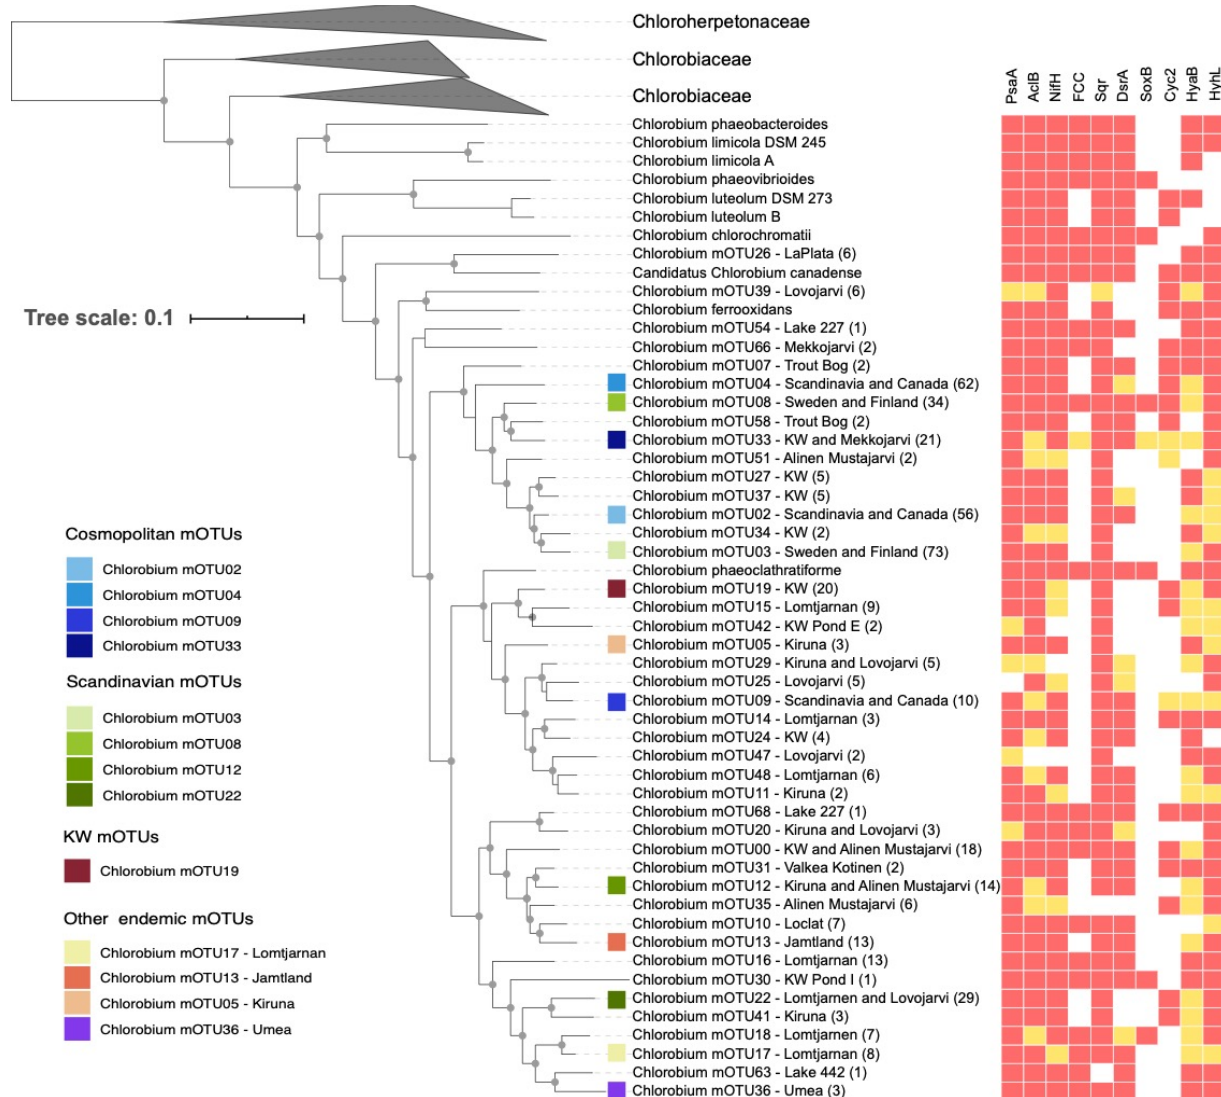 Chloroherpetonaceae
Chlorobiaceae
Chlorobiaceae
PsaA
AclB
NifH
FCC
Sqr
DsrA
SoxB
Cyc2
HyaB
HyhL
Chlorobium phaeobacteroides
Chlorobium limicola DSM 245
Chlorobium limicola A
Chlorobium phaeovibrioides
Chlorobium luteolum DSM 273
Chlorobium luteolum B
Chlorobium chlorochromatii
Chlorobium mOTU26 - LaPlata (6)
Candidatus Chlorobium canadense
Chlorobium mOTU39 - Lovojarvi (6)
Chlorobium ferrooxidans
Tree scale: 0.1
Chlorobium mOTU54 - Lake 227 (1)
Chlorobium mOTU66 - Mekkojarvi (2)
Chlorobium mOTU07 - Trout Bog (2)
Chlorobium mOTU04 - Scandinavia and Canada (62)
Chlorobium mOTU08 - Sweden and Finland (34)
Chlorobium mOTU58 - Trout Bog (2)
Chlorobium mOTU33 - KW and Mekkojarvi (21)
Chlorobium mOTU51 - Alinen Mustajarvi (2)
Chlorobium mOTU27 - KW (5)
Chlorobium mOTU37 - KW (5)
Chlorobium mOTU02 - Scandinavia and Canada (56)
Chlorobium mOTU34 - KW (2)
Chlorobium mOTU03 - Sweden and Finland (73)
Chlorobium phaeoclathratiforme
Chlorobium mOTU19 - KW (20)
Chlorobium mOTU15 - Lomtjarnan (9)
Chlorobium mOTU42 - KW Pond E (2)
Chlorobium mOTU05 - Kiruna (3)
Chlorobium mOTU29 - Kiruna and Lovojarvi (5)
Chlorobium mOTU25 - Lovojarvi (5)
Chlorobium mOTU09 - Scandinavia and Canada (10)
Chlorobium mOTU14 - Lomtjarnan (3)
Chlorobium mOTU24 - KW (4)
Chlorobium mOTU47 - Lovojarvi (2)
Chlorobium mOTU48 - Lomtjarnan (6)
Chlorobium mOTU11 - Kiruna (2)
Chlorobium mOTU68 - Lake 227 (1)
Chlorobium mOTU20 - Kiruna and Lovojarvi (3)
Chlorobium mOTU00 - KW and Alinen Mustajarvi (18)
Chlorobium mOTU31 - Valkea Kotinen (2)
Chlorobium mOTU12 - Kiruna and Alinen Mustajarvi (14)
Chlorobium mOTU35 - Alinen Mustajarvi (6)
Chlorobium mOTU10 - Loclat (7)
Chlorobium mOTU13 - Jamtland (13)
Chlorobium mOTU16 - Lomtjarnan (13)
Chlorobium mOTU30 - KW Pond I (1)
Chlorobium mOTU22 - Lomtjarnen and Lovojarvi (29)
Chlorobium mOTU41 - Kiruna (3)
Chlorobium mOTU18 - Lomtjarnen (7)
Chlorobium mOTU17 - Lomtjarnan (8)
Chlorobium mOTU63 - Lake 442 (1)
Chlorobium mOTU36 - Umea (3)
Cosmopolitan mOTUs
Chlorobium mOTU02
Chlorobium mOTU04
Chlorobium mOTU09
Chlorobium mOTU33
Scandinavian mOTUs
Chlorobium mOTU03
Chlorobium mOTU08
Chlorobium mOTU12
Chlorobium mOTU22
KW mOTUs
Chlorobium mOTU19
Other endemic mOTUs
Chlorobium mOTU17 - Lomtjarnan
Chlorobium mOTU13 - Jamtland
Chlorobium mOTU05 - Kiruna
Chlorobium mOTU36 - Umea